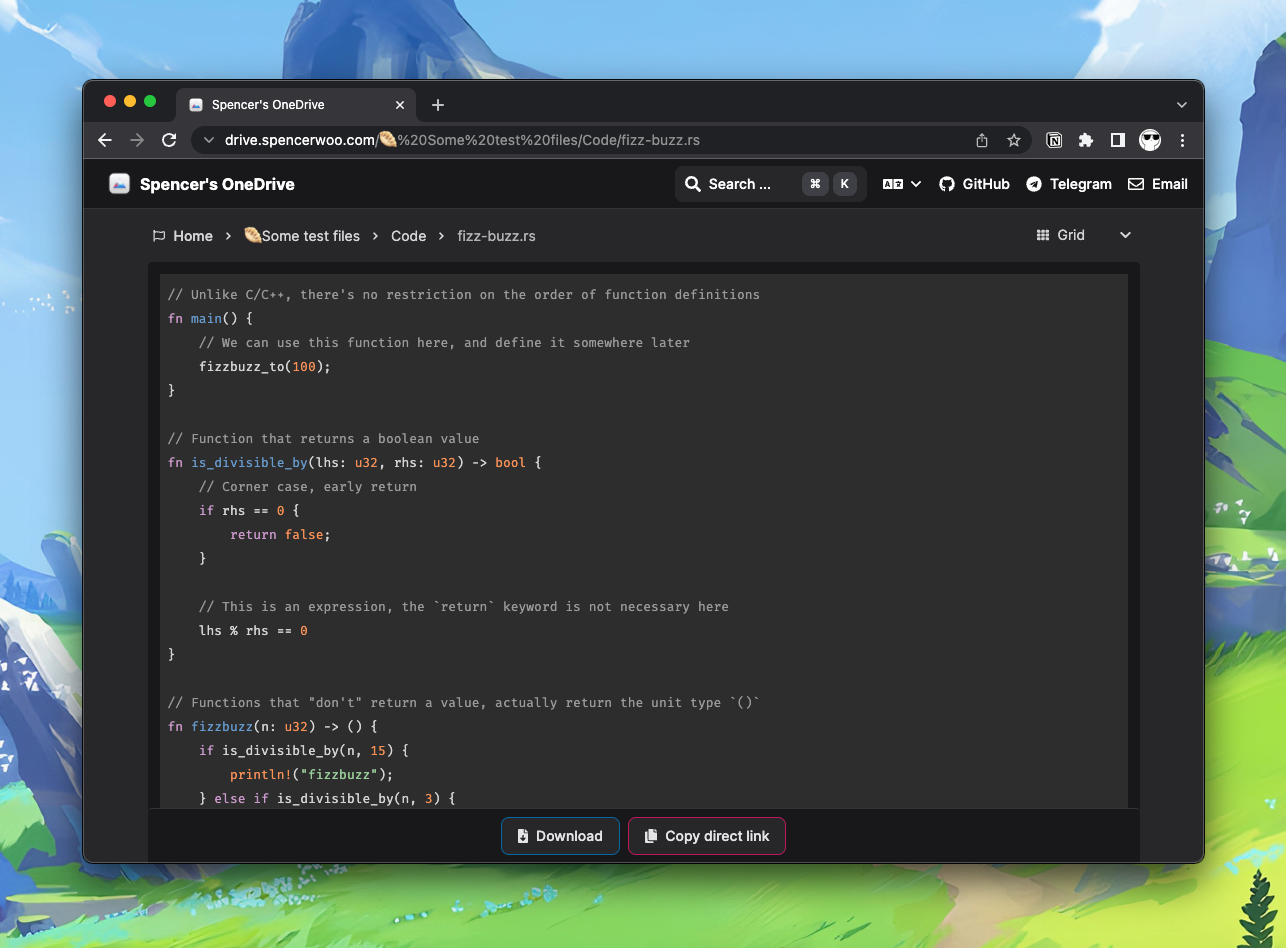 Spencer's OneDrive
drive.spencerwoo.com/🫓%20Some%20test%20files/Code/fizz-buzz.rs
Spencer's OneDrive
Search ... ⌘ K
GitHub
Telegram
Email
Home > 🫓Some test files > Code > fizz-buzz.rs
Grid
// Unlike C/C++, there's no restriction on the order of function definitions
fn main() {
    // We can use this function here, and define it somewhere later
    fizzbuzz_to(100);
}
// Function that returns a boolean value
fn is_divisible_by(lhs: u32, rhs: u32) -> bool {
    // Corner case, early return
    if rhs == 0 {
        return false;
    }
    // This is an expression, the `return` keyword is not necessary here
    lhs % rhs == 0
}
// Functions that "don't" return a value, actually return the unit type `()`
fn fizzbuzz(n: u32) -> () {
    if is_divisible_by(n, 15) {
        println!("fizzbuzz");
    } else if is_divisible_by(n, 3) {
Download
Copy direct link